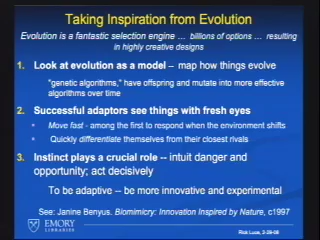 Taking Inspiration from Evolution
Evolution is a fantastic selection engine ... billions of options ... resulting
in highly creative designs
1. Look at evolution as a model – map how things evolve
"genetic algorithms," have offspring and mutate into more effective
algorithms over time
2. Successful adaptors see things with fresh eyes
Move fast - among the first to respond when the environment shifts
Quickly differentiate themselves from their closest rivals
3. Instinct plays a crucial role -- intuit danger and
opportunity; act decisively
To be adaptive -- be more innovative and experimental
See: Janine Benyus. Biomimicry: Innovation Inspired by Nature, c1997
EMORY
LIBRARIES
Rick Luce, 2-28-08